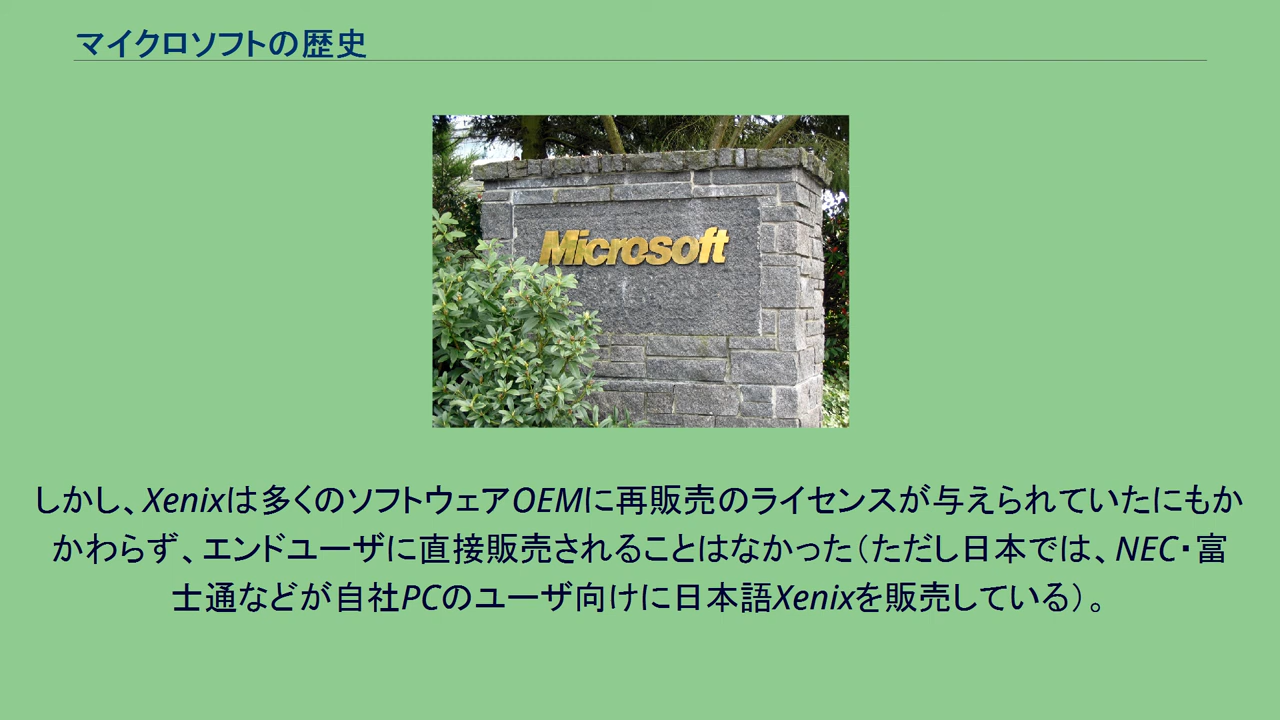 マイクロソフトの歴史
Microsoft
しかし、Xenixは多くのソフトウェアOEMに再販売のライセンスが与えられていたにもか
かわらず、エンドユーザに直接販売されることはなかった（ただし日本では、NEC・富
士通などが自社PCのユーザ向けに日本語Xenixを販売している）。